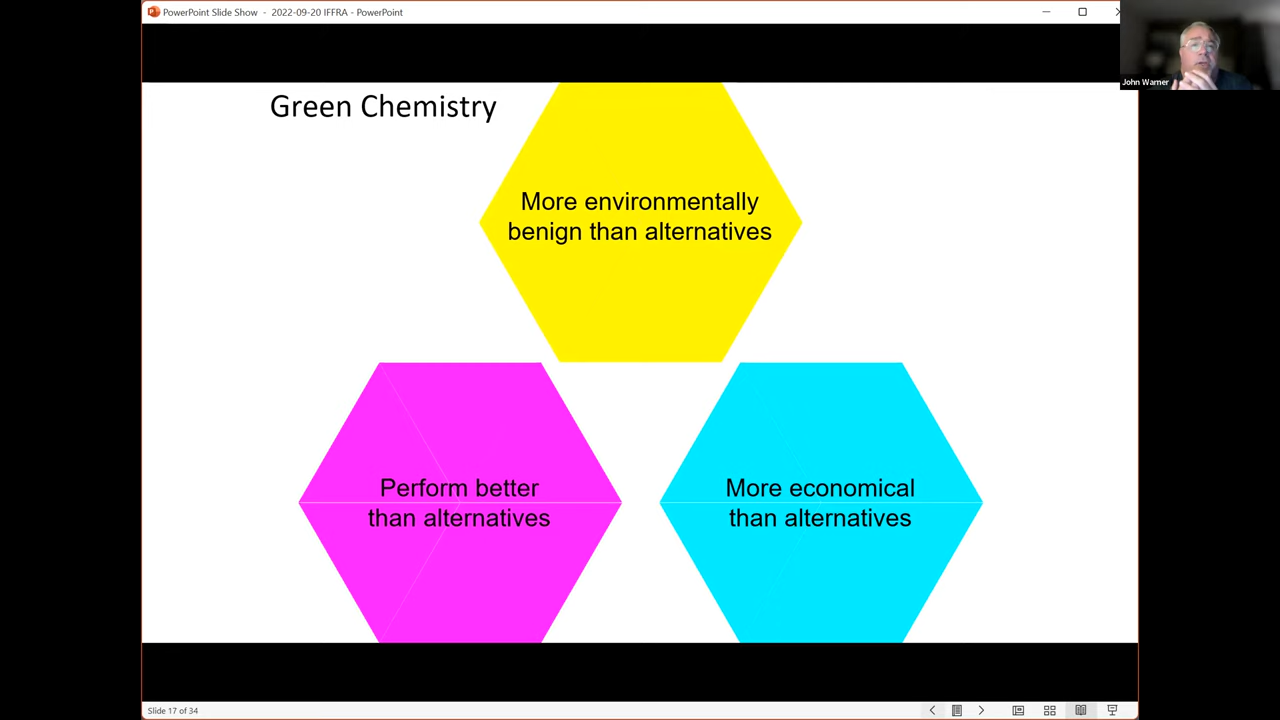 PowerPoint Slide Show - 2022-09-20 IFFRA - PowerPoint
John Warner
Green Chemistry
More environmentally
benign than alternatives
Perform better
than alternatives
More economical
than alternatives
Slide 17 of 34